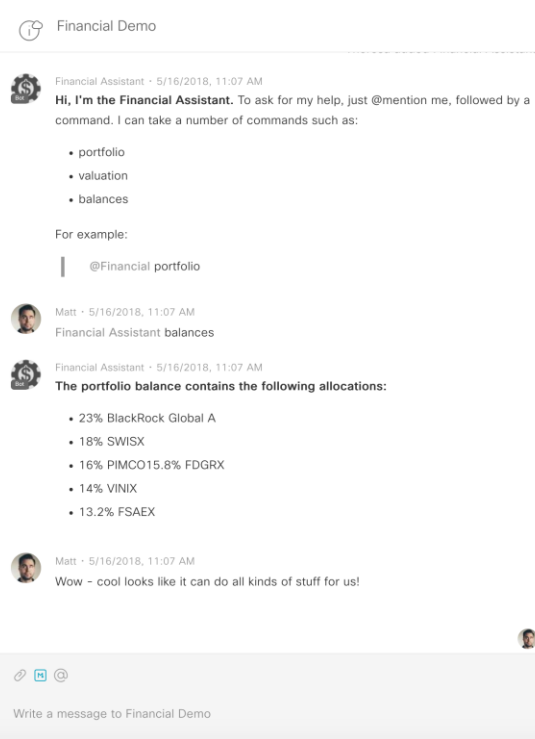 Financial Demo
Financial Assistant · 5/16/2018, 11:07 AM
Hi, I'm the Financial Assistant. To ask for my help, just @mention me, followed by a
command. I can take a number of commands such as:
• portfolio
• valuation
• balances
For example:
@Financial portfolio
Matt · 5/16/2018, 11:07 AM
Financial Assistant balances
Financial Assistant · 5/16/2018, 11:07 AM
The portfolio balance contains the following allocations:
• 23% BlackRock Global A
• 18% SWISX
• 16% PIMCO15.8% FDGRX
• 14% VINIX
• 13.2% FSAEX
Matt · 5/16/2018, 11:07 AM
Wow - cool looks like it can do all kinds of stuff for us!
Write a message to Financial Demo